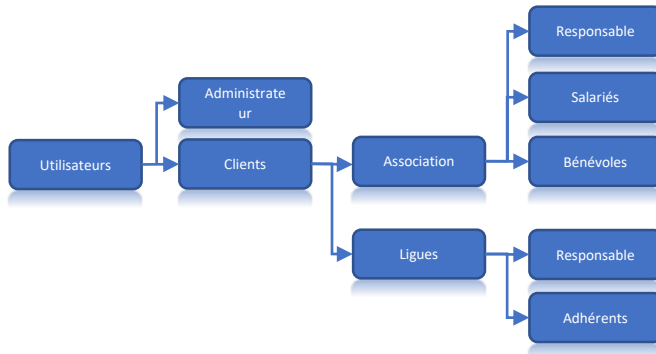 Responsable
Administrate
ur
Salariés
Utilisateurs
Clients
Association
Bénévoles
Ligues
Responsable
Adhérents